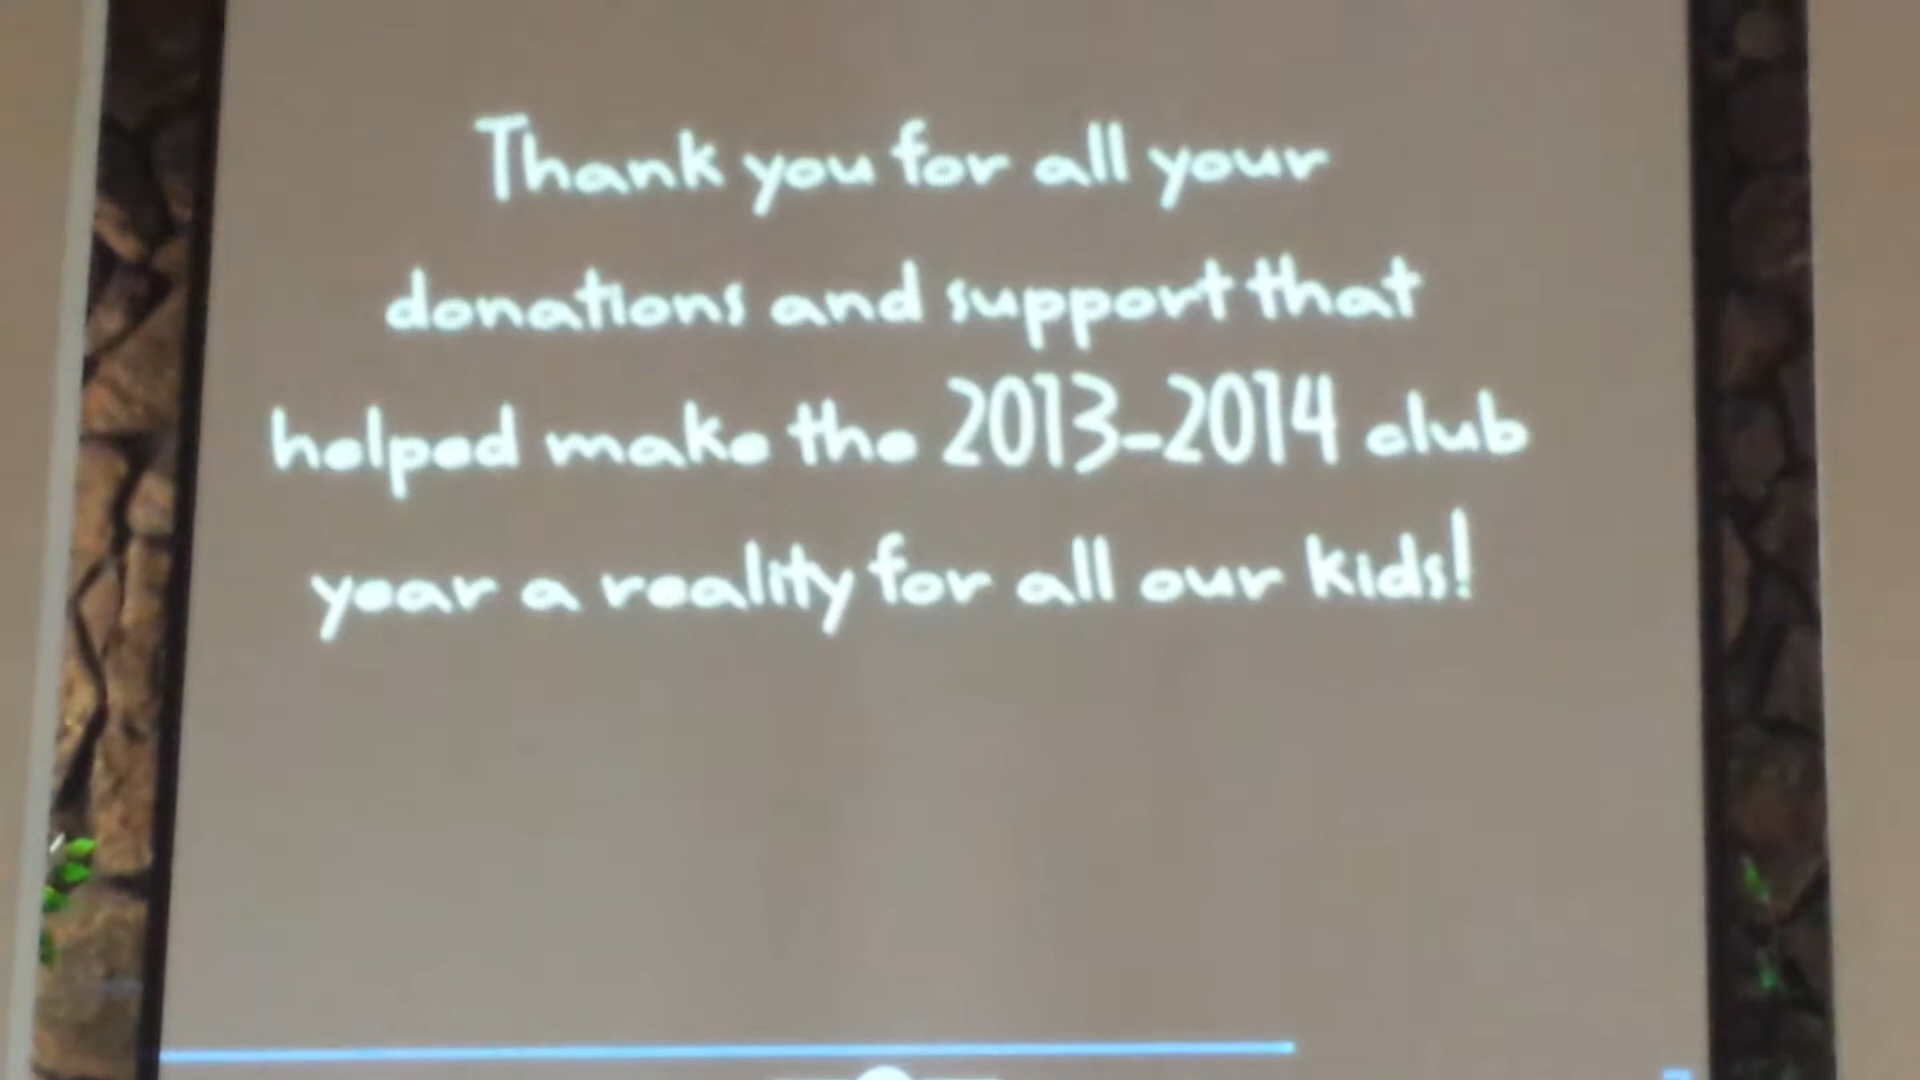 Thank you for all your
donations and support that
helped make the 2013-2014 club
year a reality for all our kids!